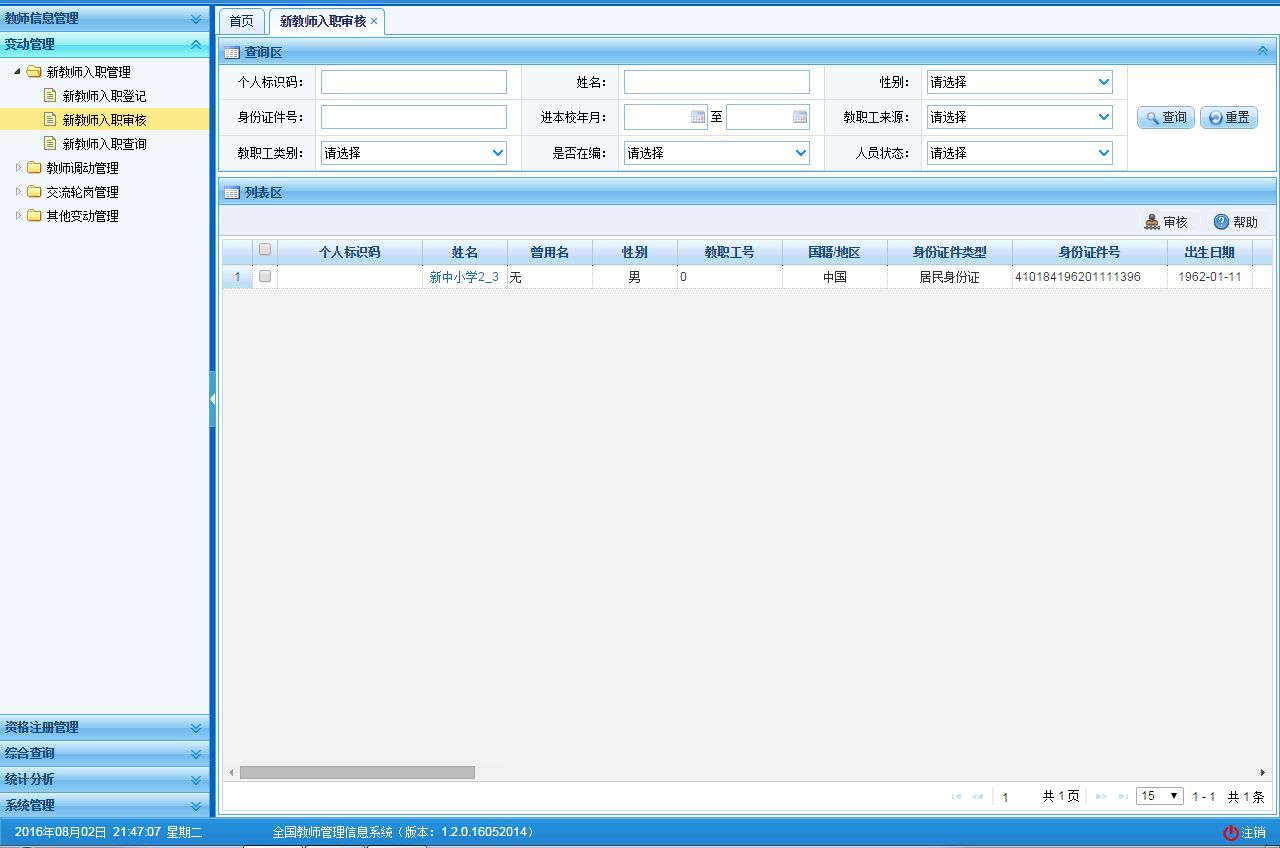 教师信息管理
变动管理
新教师入职管理
新教师入职登记
新教师入职审核
新教师入职查询
教师调动管理
交流轮岗管理
其他变动管理
资格注册管理
综合查询
统计分析
系统管理
首页 新教师入职审核 ×
查询区
个人标识码： 姓名： 性别： 请选择
身份证件号： 进本校年月： 至 教职工来源： 请选择 查询 重置
教职工类别： 请选择 是否在编： 请选择 人员状态： 请选择
列表区
审核 帮助
个人标识码 姓名 曾用名 性别 教职工号 国籍/地区 身份证件类型 身份证件号 出生日期
1 新中小学2_3 无 男 0 中国 居民身份证 410184196201111396 1962-01-11
1 共 1 页 15 1 - 1 共 1 条
2016年08月02日 21:47:07 星期二 全国教师管理信息系统（版本：1.2.0.16052014） 注销